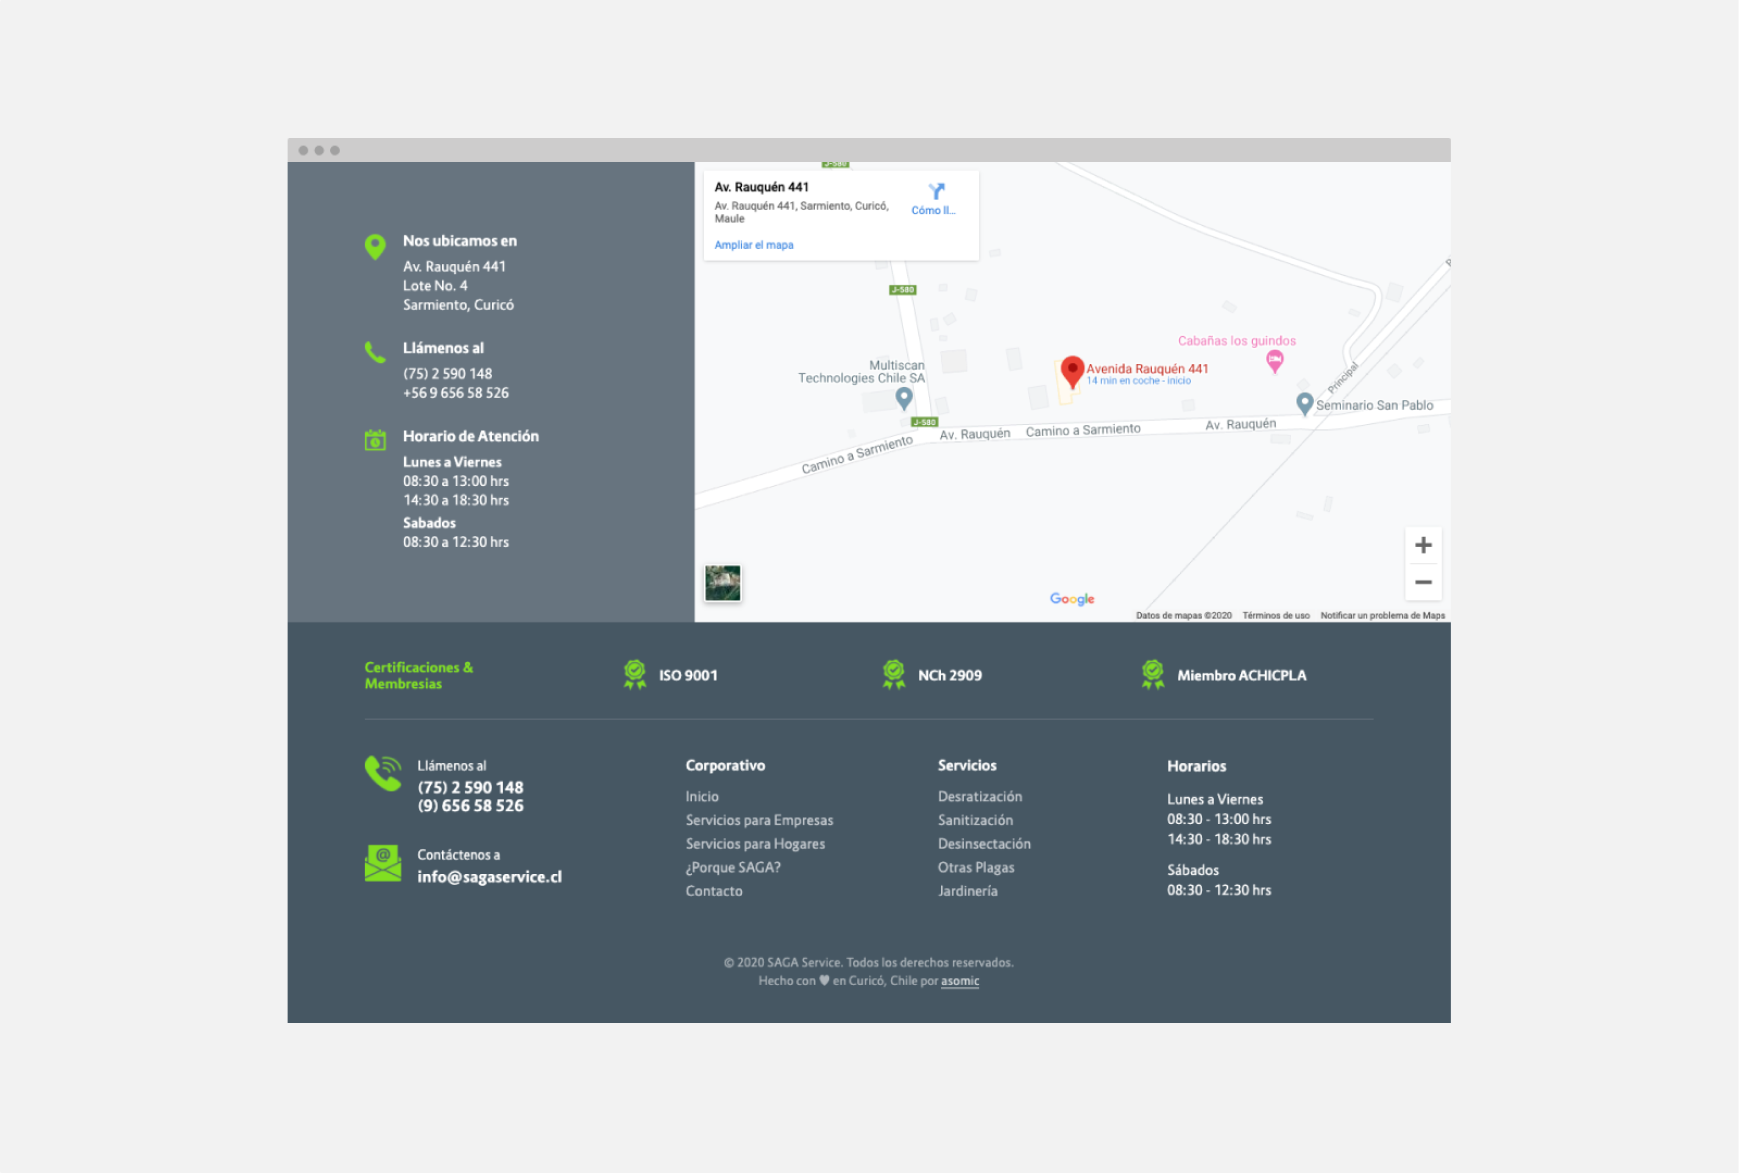 Nos ubicamos en
Av. Rauquén 441
Lote No. 4
Sarmiento, Curicó
Llámenos al
(75) 2 590 148
+56 9 656 58 526
Horario de Atención
Lunes a Viernes
08:30 a 13:00 hrs
14:30 a 18:30 hrs
Sabados
08:30 a 12:30 hrs
J-580
Av. Rauquén 441
Av. Rauquén 441, Sarmiento, Curicó,
Maule
Cómo ll...
Ampliar el mapa
J-580
Cabañas los guindos
Multiscan
Technologies Chile SA
Avenida Rauquén 441
14 min en coche - inicio
Principal
Seminario San Pablo
J-580
Av. Rauquén
Camino a Sarmiento
Av. Rauquén
Camino a Sarmiento
Google
Datos de mapas ©2020
Términos de uso
Notificar un problema de Maps
Certificaciones &
Membresias
ISO 9001
NCh 2909
Miembro ACHICPLA
Llámenos al
(75) 2 590 148
(9) 656 58 526
Contáctenos a
info@sagaservice.cl
Corporativo
Inicio
Servicios para Empresas
Servicios para Hogares
¿Porque SAGA?
Contacto
Servicios
Desratización
Sanitización
Desinsectación
Otras Plagas
Jardinería
Horarios
Lunes a Viernes
08:30 - 13:00 hrs
14:30 - 18:30 hrs
Sábados
08:30 - 12:30 hrs
© 2020 SAGA Service. Todos los derechos reservados.
Hecho con ♥ en Curicó, Chile por asomic